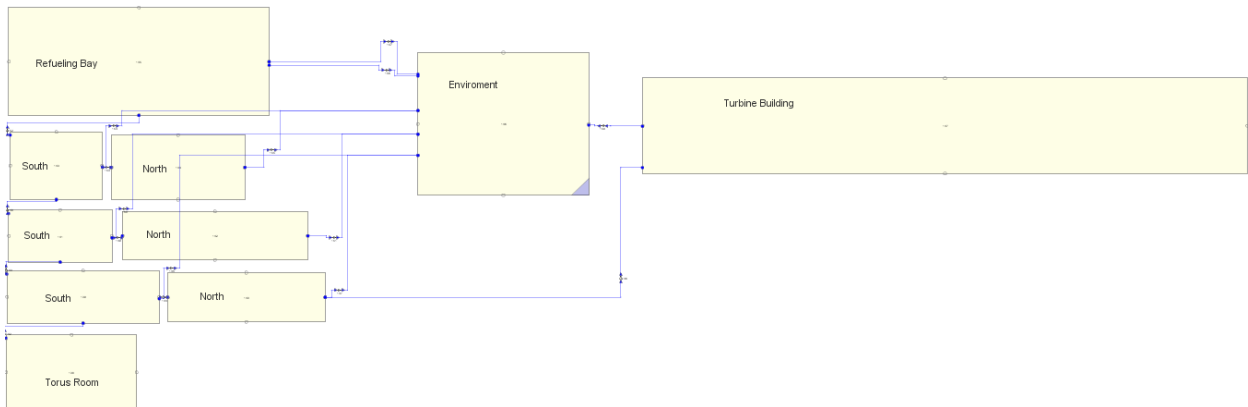 Refueling Bay
Enviroment
Turbine Building
South
North
South
North
South
North
Torus Room